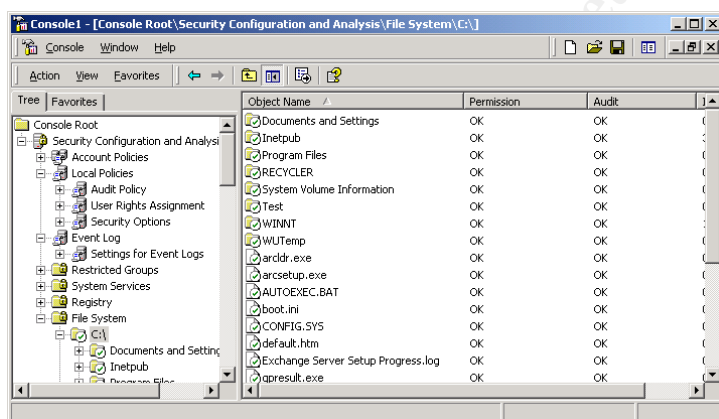 Console1 - [Console Root\Security Configuration and Analysis\File System\C:\]
Console Window Help
Action View Favorites
Tree Favorites
Console Root
Security Configuration and Analysi
Account Policies
Local Policies
Audit Policy
User Rights Assignment
Security Options
Event Log
Settings for Event Logs
Restricted Groups
System Services
Registry
File System
C:\
Documents and Setting
Inetpub
Program Files
Object Name Permission Audit
Documents and Settings OK OK
Inetpub OK OK
Program Files OK OK
RECYCLER OK OK
System Volume Information OK OK
Test OK OK
WINNT OK OK
WUTemp OK OK
arcldr.exe OK OK
arcsetup.exe OK OK
AUTOEXEC.BAT OK OK
boot.ini OK OK
CONFIG.SYS OK OK
default.htm OK OK
Exchange Server Setup Progress.log OK OK
gpresult.exe OK OK